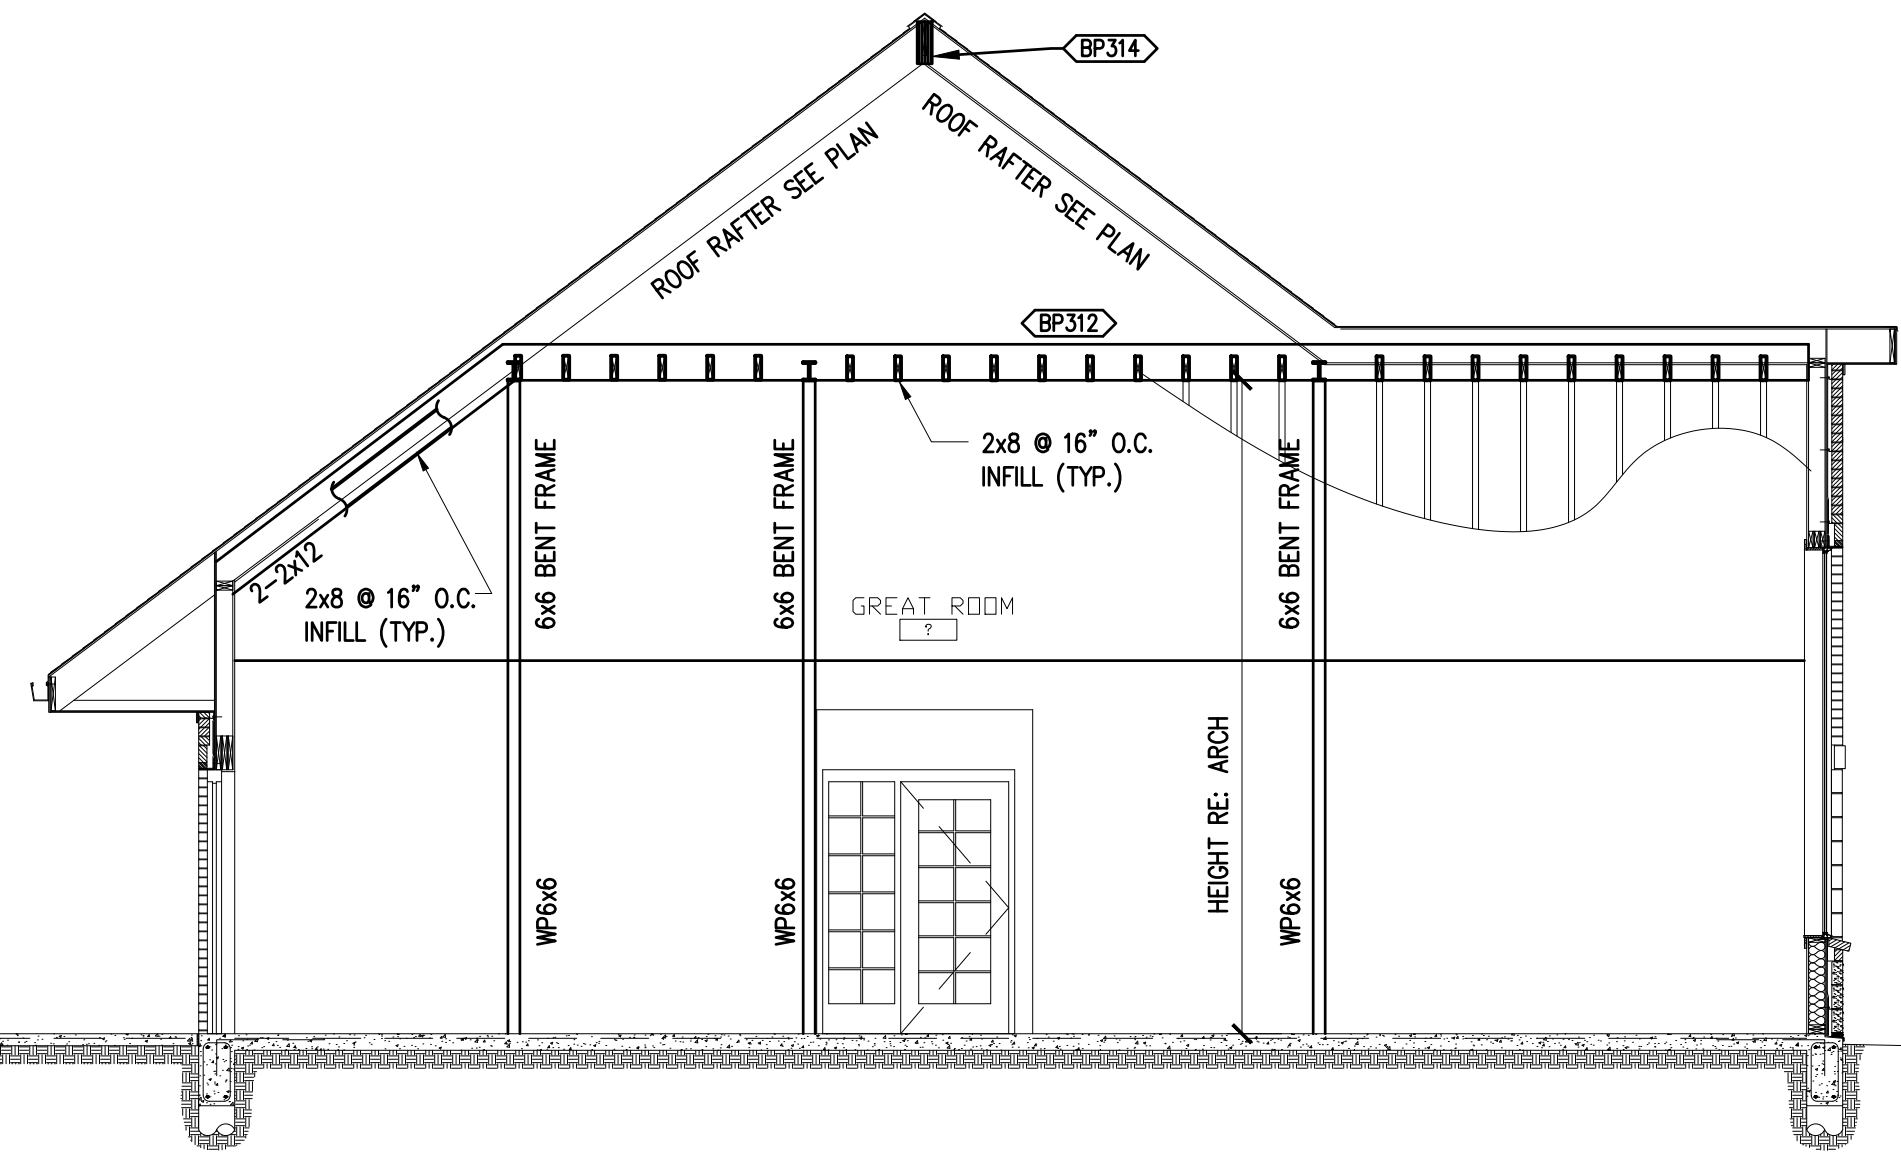 BP314
ROOF RAFTER SEE PLAN
ROOF RAFTER SEE PLAN
BP312
2x8 @ 16" O.C.
INFILL (TYP.)
6x6 BENT FRAME
6x6 BENT FRAME
6x6 BENT FRAME
2-2x12
2x8 @ 16" O.C.
INFILL (TYP.)
GREAT ROOM
?
HEIGHT RE: ARCH
WP6x6
WP6x6
WP6x6